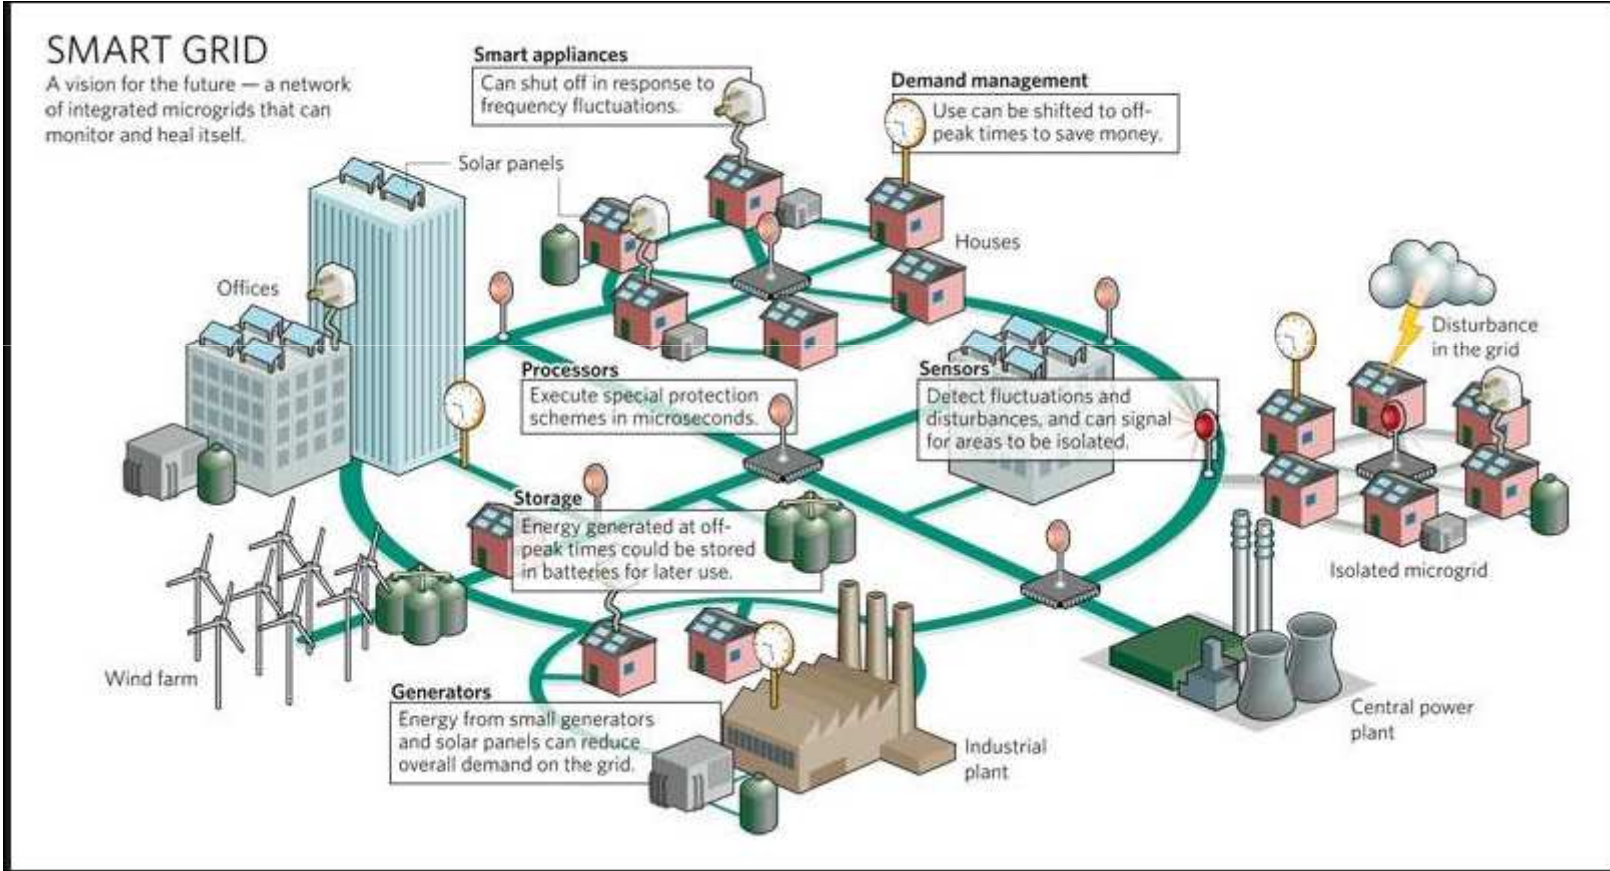 SMART GRID
A vision for the future — a network
of integrated microgrids that can
monitor and heal itself.
Smart appliances
Can shut off in response to
frequency fluctuations.
Demand management
Use can be shifted to off-
peak times to save money.
Solar panels
Houses
Offices
Disturbance
in the grid
Processors
Execute special protection
schemes in microseconds.
Sensors
Detect fluctuations and
disturbances, and can signal
for areas to be isolated.
Storage
Energy generated at off-
peak times could be stored
in batteries for later use.
Isolated microgrid
Wind farm
Generators
Energy from small generators
and solar panels can reduce
overall demand on the grid.
Industrial
plant
Central power
plant